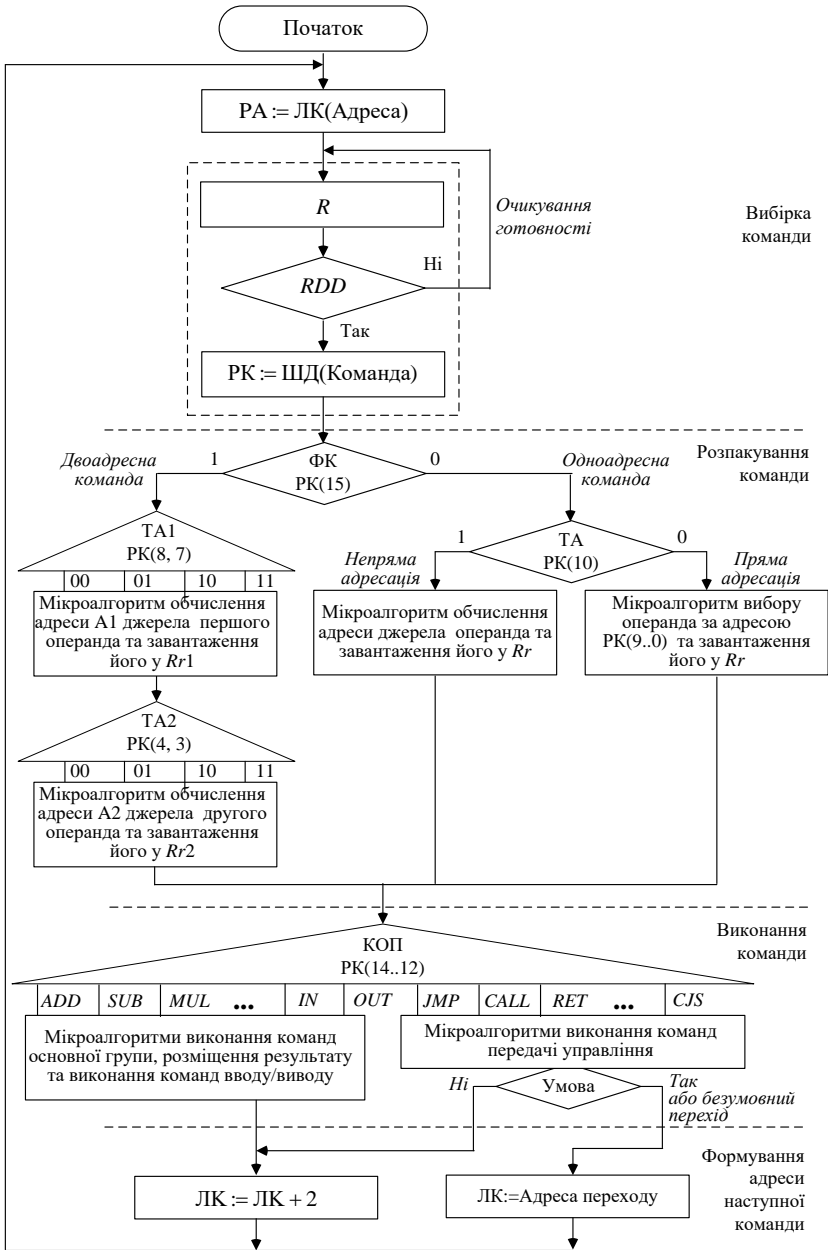 Початок
РА := ЛК(Адреса)
R
Очикування
готовності
Вибірка
команди
RDD
Ні
Так
РК := ШД(Команда)
Двоадресна
команда
1
ФК
РК(15)
0
Одноадресна
команда
Розпакування
команди
ТА1
РК(8, 7)
00 01 10 11
Мікроалгоритм обчислення
адреси А1 джерела першого
операнда та завантаження
його у Rr1
Непряма
адресація
1
ТА
РК(10)
0
Пряма
адресація
Мікроалгоритм обчислення
адреси джерела операнда та
завантаження його у Rr
Мікроалгоритм вибору
операнда за адресою
РК(9..0) та завантаження
його у Rr
ТА2
РК(4, 3)
00 01 10 11
Мікроалгоритм обчислення
адреси А2 джерела другого
операнда та завантаження
його у Rr2
Виконання
команди
КОП
РК(14..12)
ADD SUB MUL ... IN OUT JMP CALL RET ... CJS
Мікроалгоритми виконання команд
основної групи, розміщення результату
та виконання команд вводу/виводу
Мікроалгоритми виконання команд
передачі управління
Ні
Умова
Так
або безумовний
перехід
Формування
адреси
наступної
команди
ЛК := ЛК + 2
ЛК:=Адреса переходу